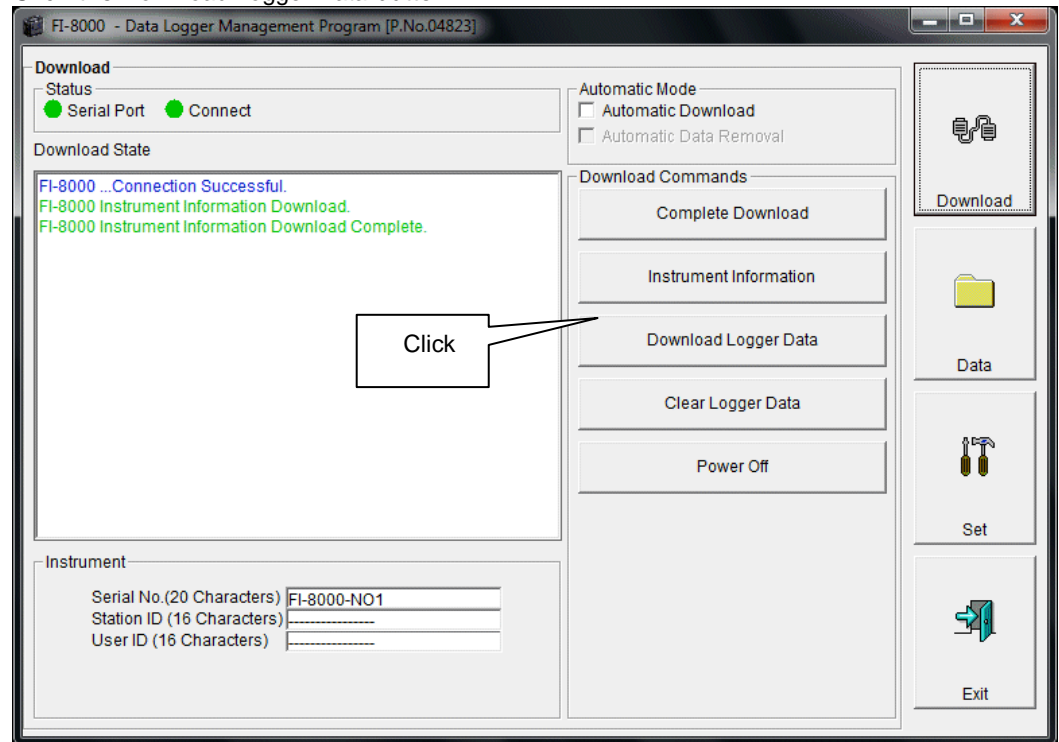 FI-8000 - Data Logger Management Program [P.No.04823]
Download
Status
Serial Port Connect
Automatic Mode
Automatic Download
Automatic Data Removal
Download State
FI-8000 ...Connection Successful.
FI-8000 Instrument Information Download.
FI-8000 Instrument Information Download Complete.
Download Commands
Complete Download
Instrument Information
Download Logger Data
Clear Logger Data
Power Off
Click
Instrument
Serial No.(20 Characters) FI-8000-NO1
Station ID (16 Characters) ----------------
User ID (16 Characters) ----------------
Download
Data
Set
Exit